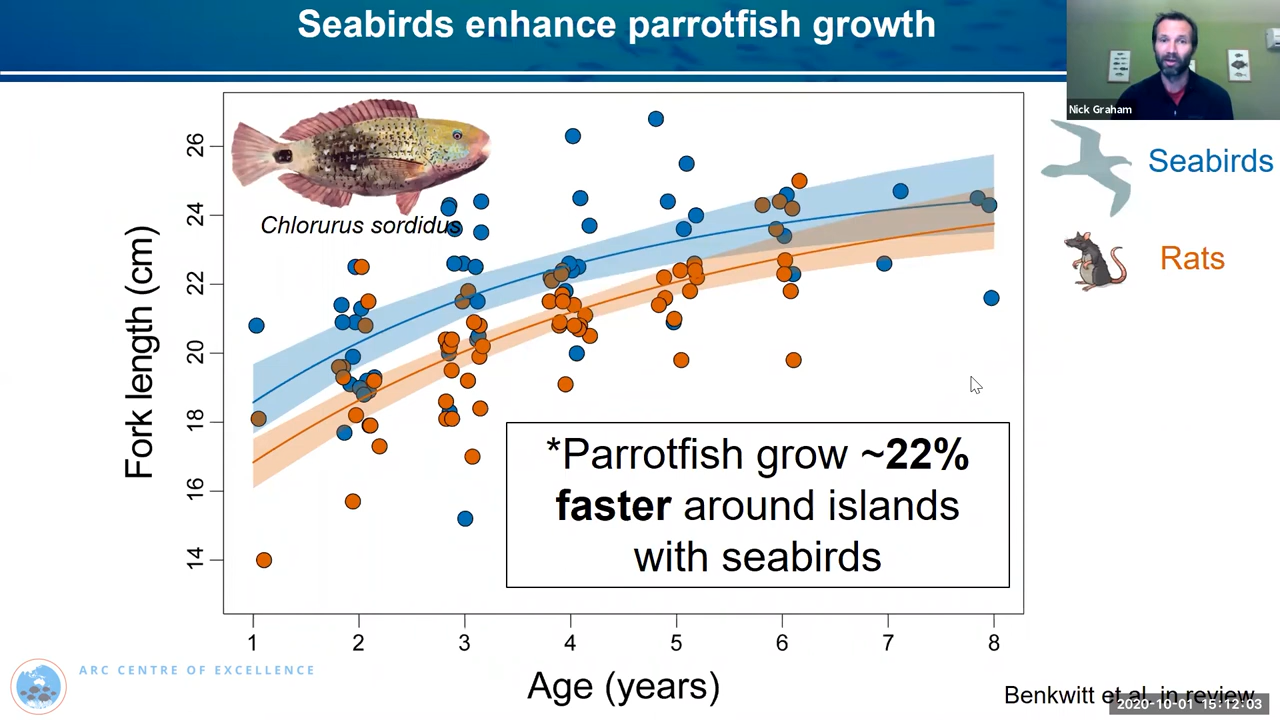 Seabirds enhance parrotfish growth
Nick Graham
Seabirds
Rats
Chlorurus sordidus
Fork length (cm)
26
24
22
20
18
16
14
*Parrotfish grow ~22%
faster around islands
with seabirds
1 2 3 4 5 6 7 8
Age (years)
ARC CENTRE OF EXCELLENCE
Benkwitt et al. in review
2020-10-01 15:12:03